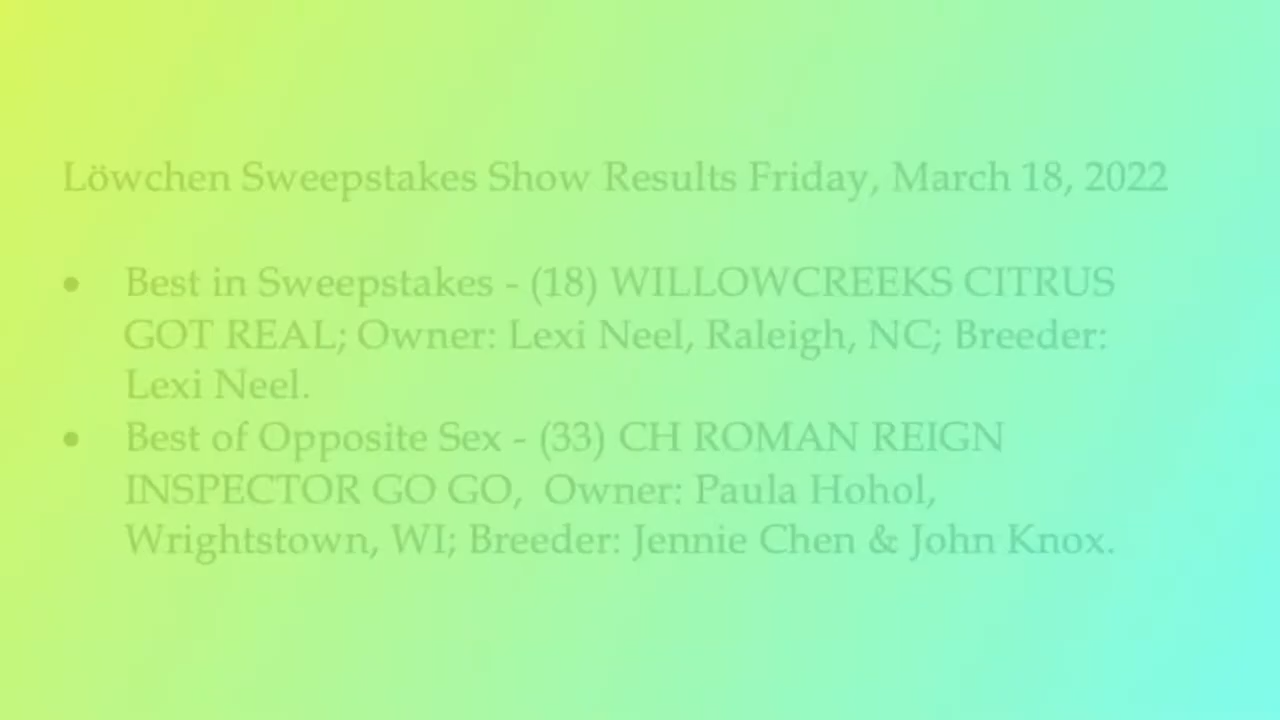 Löwchen Sweepstakes Show Results Friday, March 18, 2022
• Best in Sweepstakes - (18) WILLOWCREEKS CITRUS
GOT REAL; Owner: Lexi Neel, Raleigh, NC; Breeder:
Lexi Neel.
• Best of Opposite Sex - (33) CH ROMAN REIGN
INSPECTOR GO GO,  Owner: Paula Hohol,
Wrightstown, WI; Breeder: Jennie Chen & John Knox.